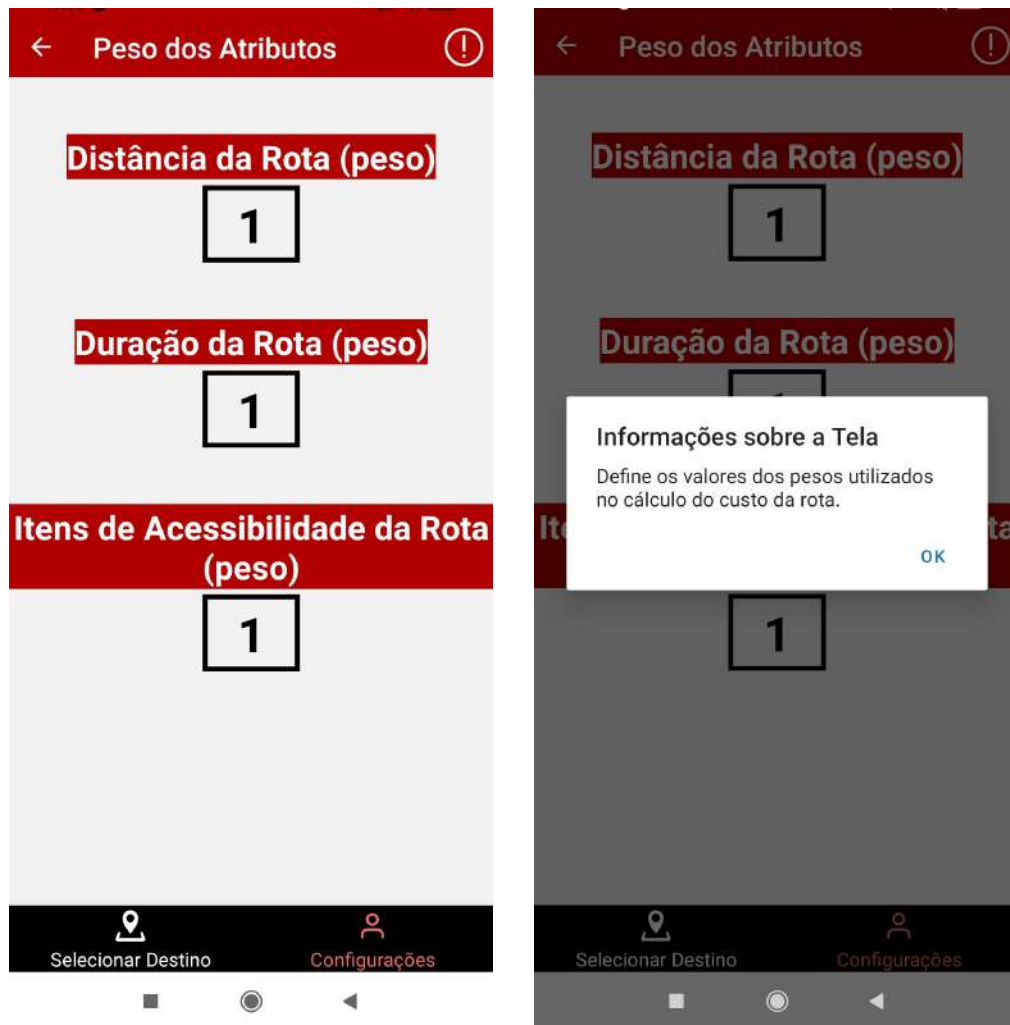 Peso dos Atributos
Distância da Rota (peso)
1
Duração da Rota (peso)
1
Itens de Acessibilidade da Rota
(peso)
1
Selecionar Destino
Configurações
Peso dos Atributos
Distância da Rota (peso)
1
Duração da Rota (peso)
Informações sobre a Tela
Define os valores dos pesos utilizados
no cálculo do custo da rota.
OK
1
Selecionar Destino
Configurações